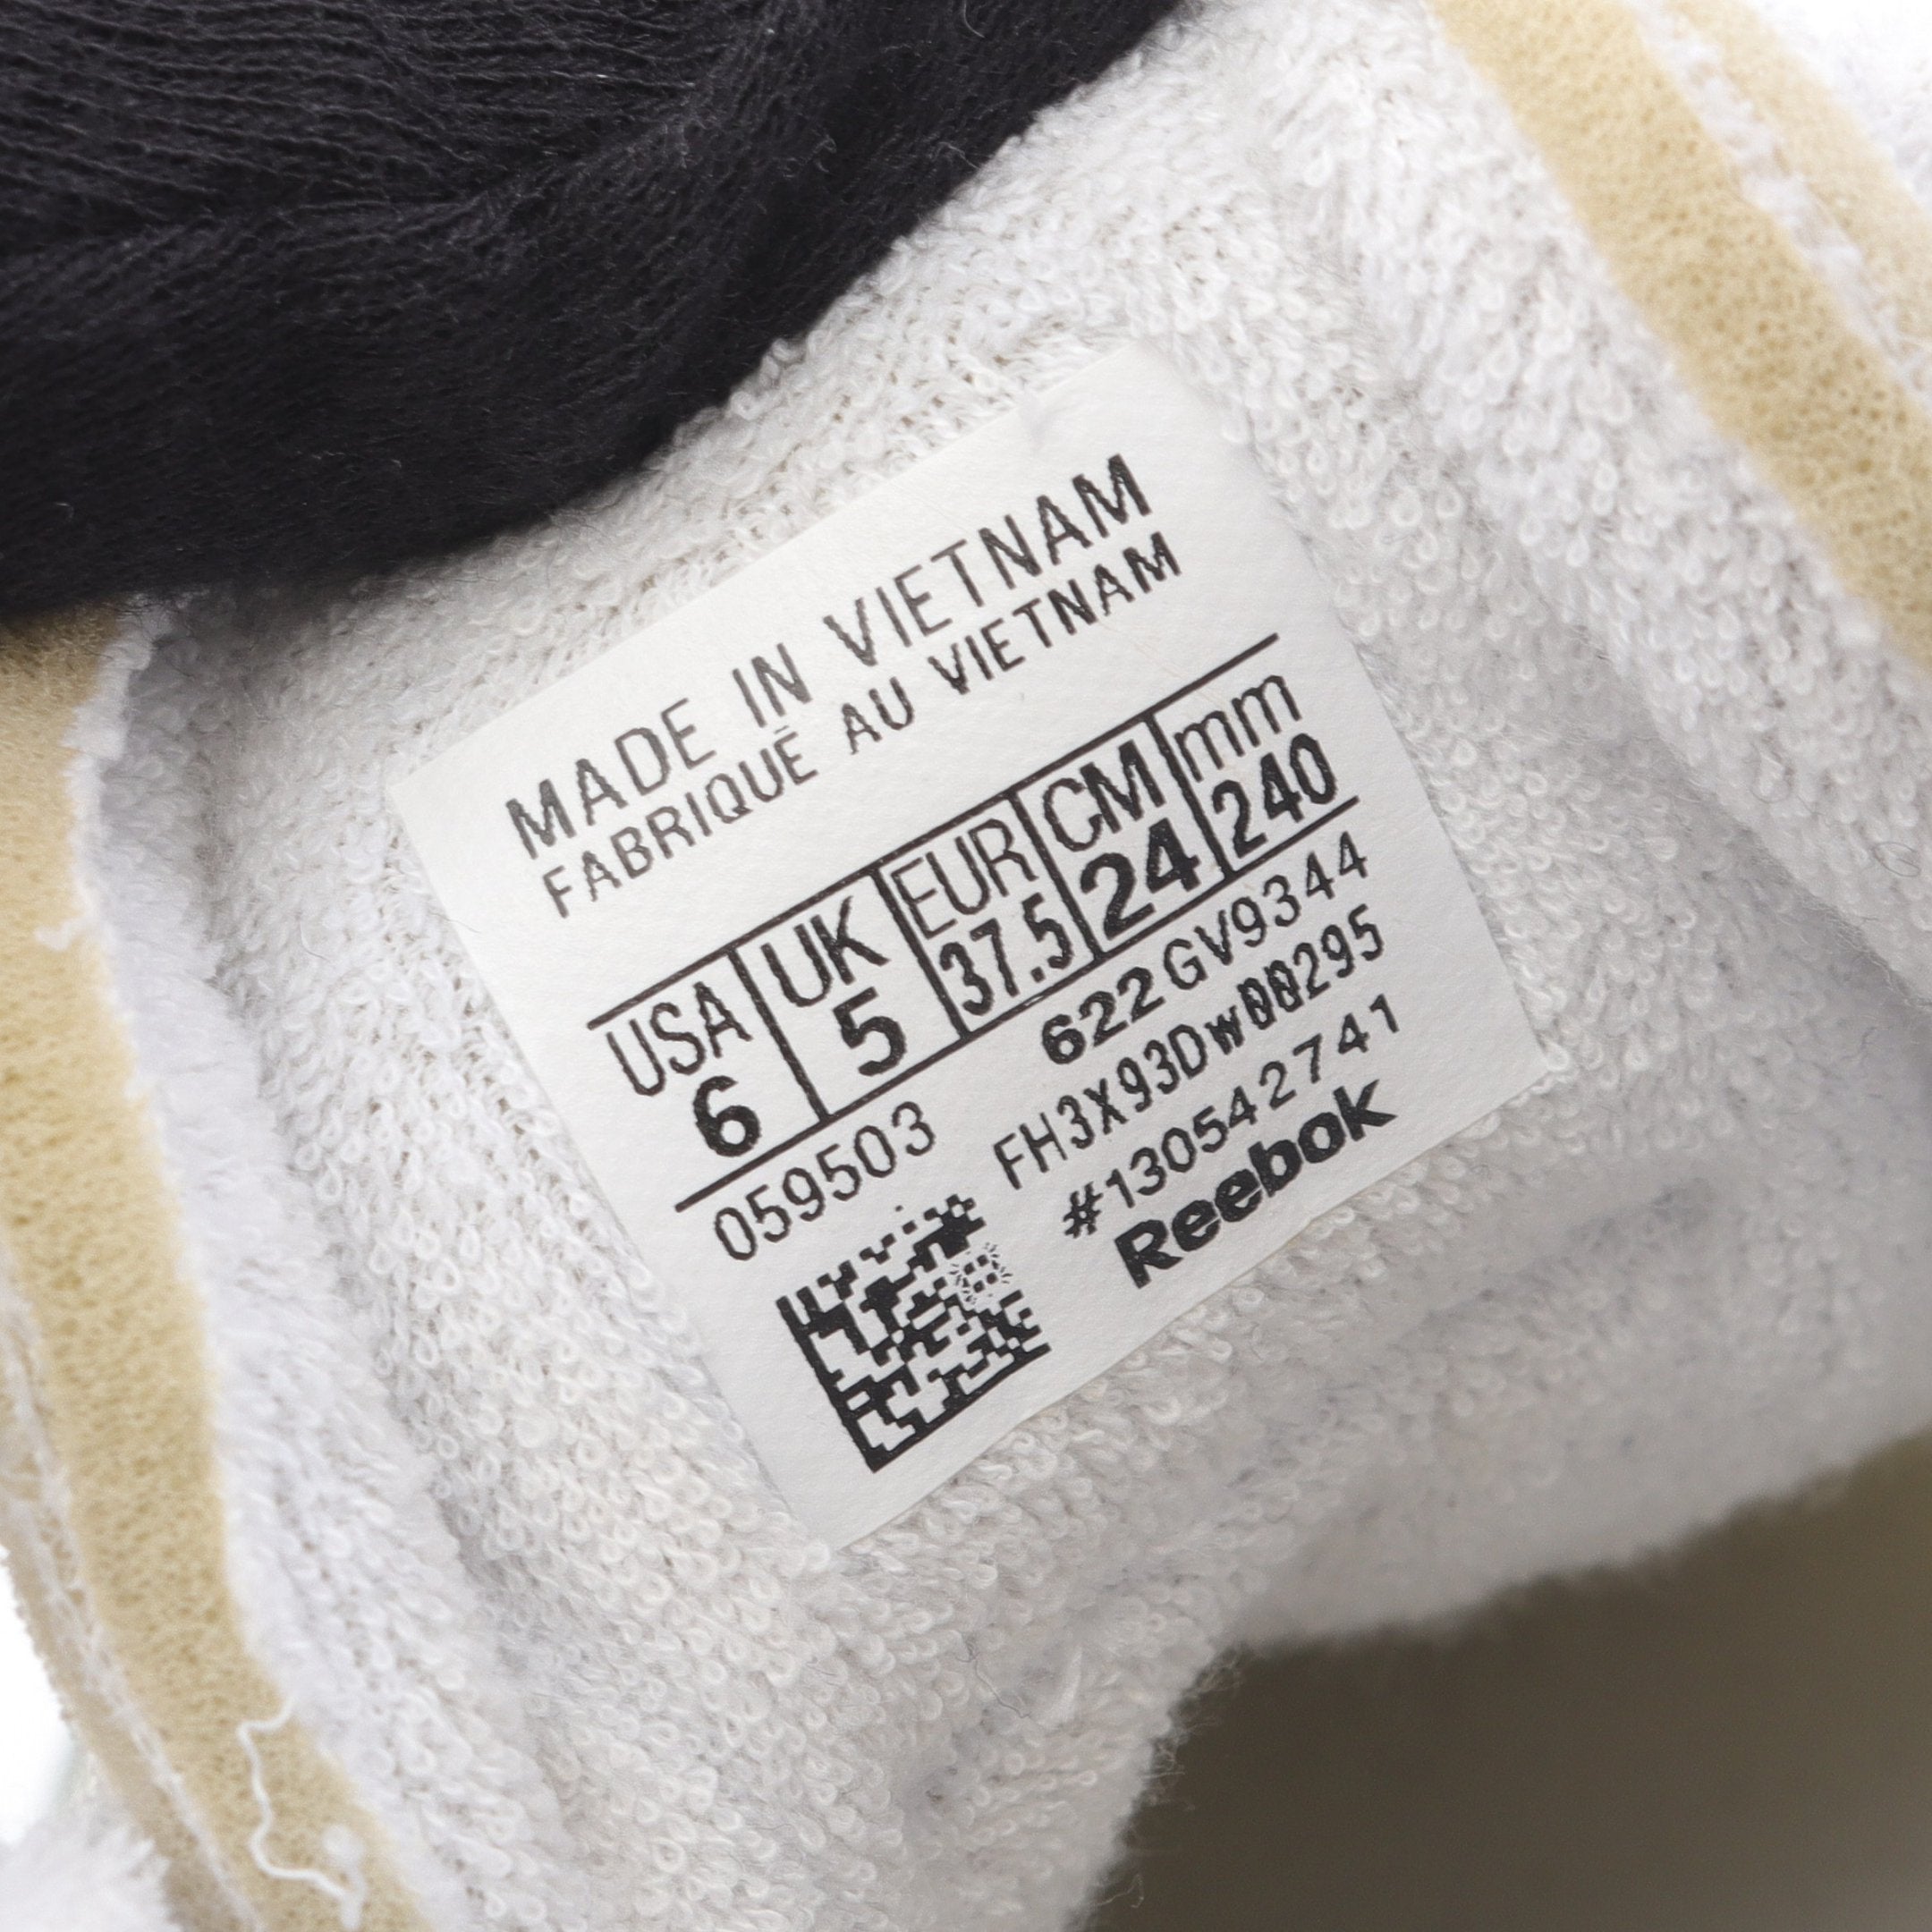 MADE IN VIETNAM
FABRIQUÉ AU VIETNAM
USA UK EUR CM mm
6 5 37.5 24 240
059503 622 GV9344
FH3X93DW00295
#130542741
Reebok